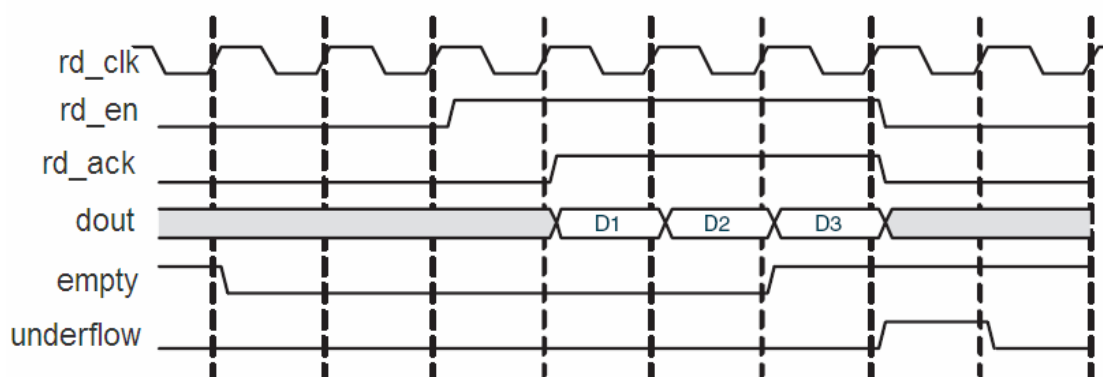 rd_clk
rd_en
rd_ack
dout D1 D2 D3
empty
underflow